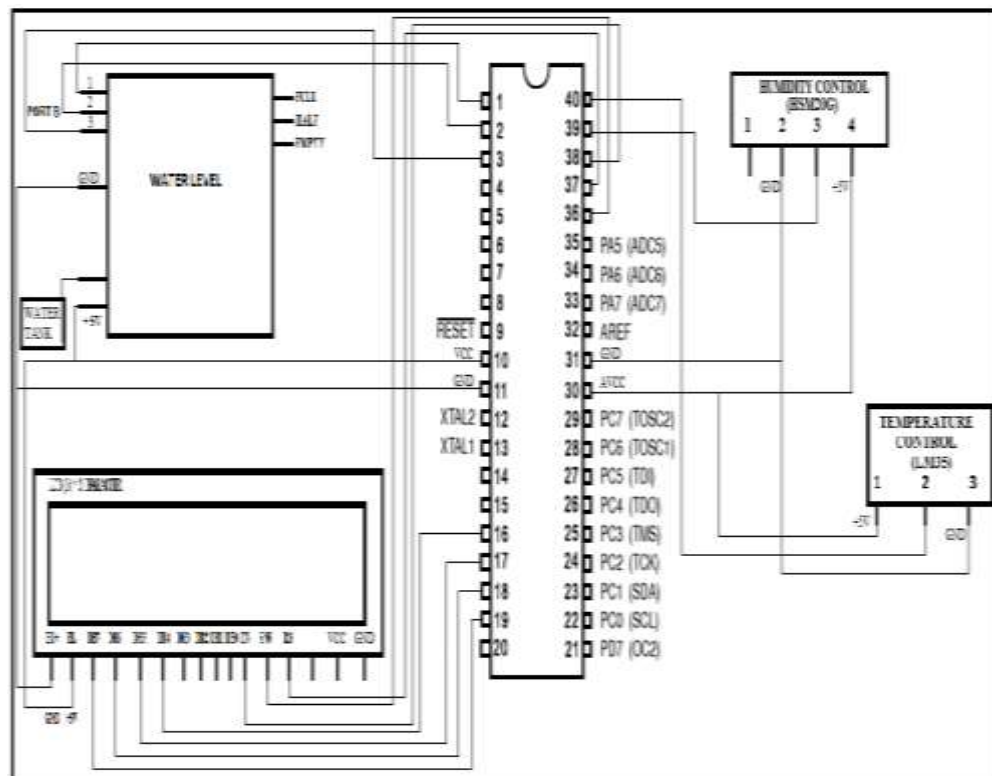 1
2
PORT B
3
GND
WATER LEVEL
FULL
HALF
EMPTY
WATER
TANK
+5V
1
2
3
4
5
6
7
8
RESET 9
VCC 10
GND 11
XTAL2 12
XTAL1 13
14
15
16
17
18
19
20
40
39
38
37
36
35 PA5 (ADC5)
34 PA6 (ADC6)
33 PA7 (ADC7)
32 AREF
31 GND
30 AVCC
29 PC7 (TOSC2)
28 PC6 (TOSC1)
27 PC5 (TDI)
26 PC4 (TDO)
25 PC3 (TMS)
24 PC2 (TCK)
23 PC1 (SDA)
22 PC0 (SCL)
21 PD7 (OC2)
HUMIDITY CONTROL
(HSM20G)
1 2 3 4
GND +5V
TEMPERATURE
CONTROL
(LM35)
1 2 3
+5V GND
VCC GND
GND +5V